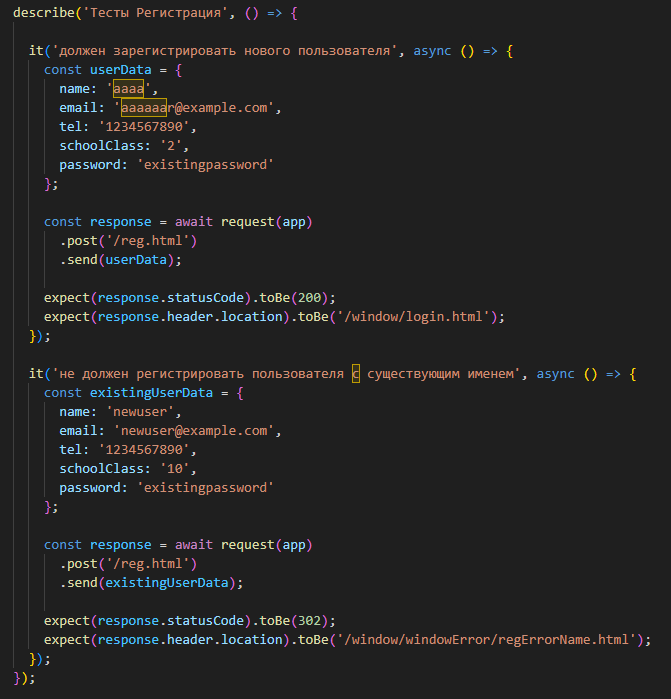 describe('Тесты Регистрация', () => {
it('должен зарегистрировать нового пользователя', async () => {
const userData = {
name: 'аааа',
email: 'ааааааr@example.com',
tel: '1234567890',
schoolClass: '2',
password: 'existingpassword'
};
const response = await request(app)
.post('/reg.html')
.send(userData);
expect(response.statusCode).toBe(200);
expect(response.header.location).toBe('/window/login.html');
});
it('не должен регистрировать пользователя с существующим именем', async () => {
const existingUserData = {
name: 'newuser',
email: 'newuser@example.com',
tel: '1234567890',
schoolClass: '10',
password: 'existingpassword'
};
const response = await request(app)
.post('/reg.html')
.send(existingUserData);
expect(response.statusCode).toBe(302);
expect(response.header.location).toBe('/window/windowError/regErrorName.html');
});
});